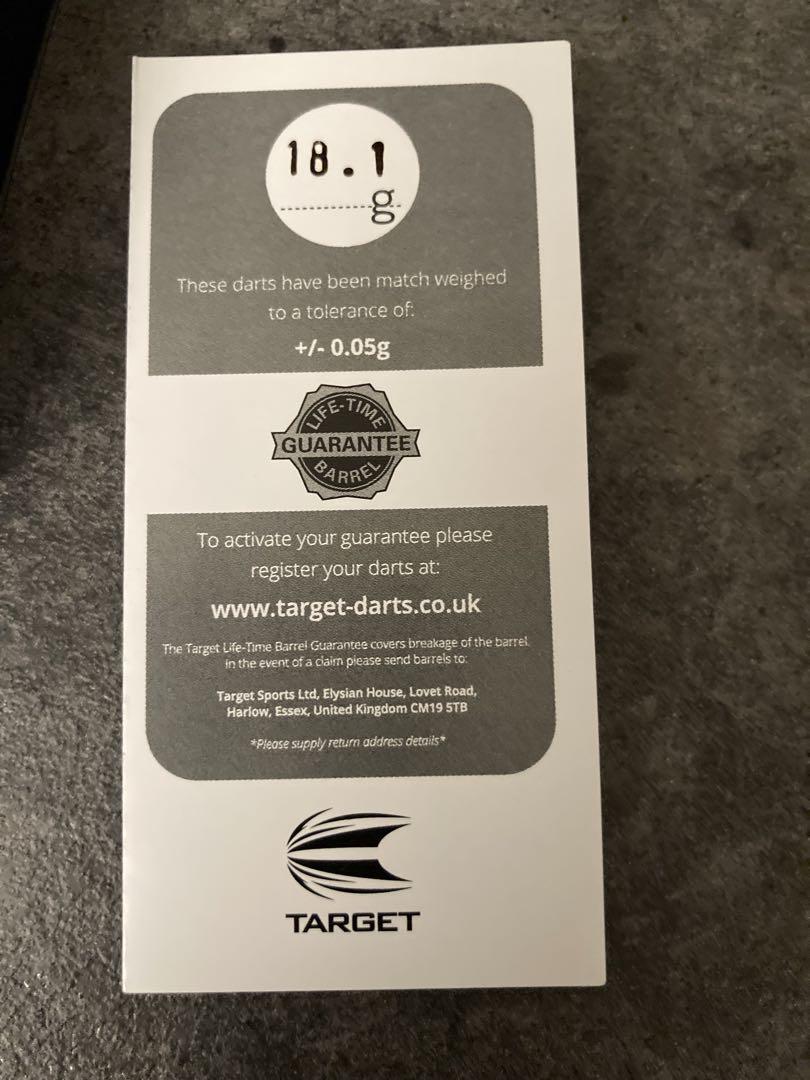 18.1
g
These darts have been match weighed
to a tolerance of:
+/- 0.05g
LIFE-TIME
GUARANTEE
BARREL
To activate your guarantee please
register your darts at:
www.target-darts.co.uk
The Target Life-Time Barrel Guarantee covers breakage of the barrel.
In the event of a claim please send barrels to:
Target Sports Ltd, Elysian House, Lovet Road,
Harlow, Essex, United Kingdom CM19 5TB
*Please supply return address details*
TARGET